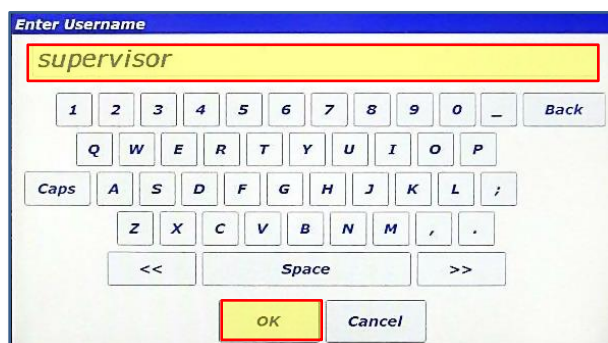 Enter Username
supervisor
1 2 3 4 5 6 7 8 9 0 _ Back
Q W E R T Y U I O P
Caps A S D F G H J K L ;
Z X C V B N M , .
<< Space >>
OK Cancel